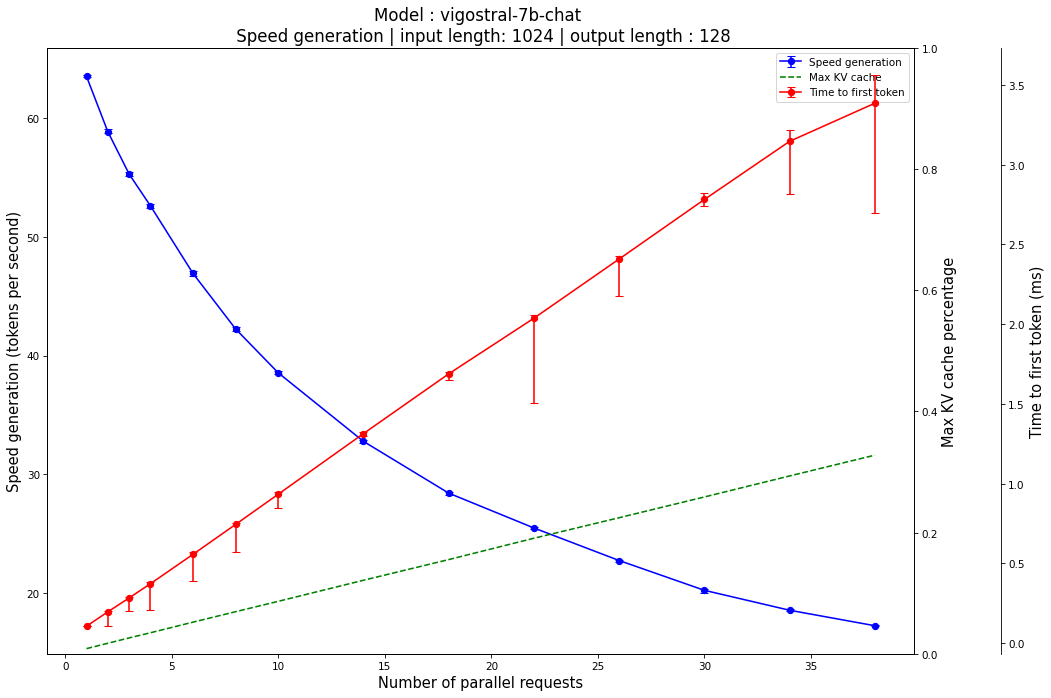 Model : vigostral-7b-chat
Speed generation | input length: 1024 | output length : 128
Speed generation
Max KV cache
Time to first token
Speed generation (tokens per second)
60
50
40
30
20
0 5 10 15 20 25 30 35
Number of parallel requests
1.0
0.8
0.6
0.4
0.2
0.0
Max KV cache percentage
3.5
3.0
2.5
2.0
1.5
1.0
0.5
0.0
Time to first token (ms)